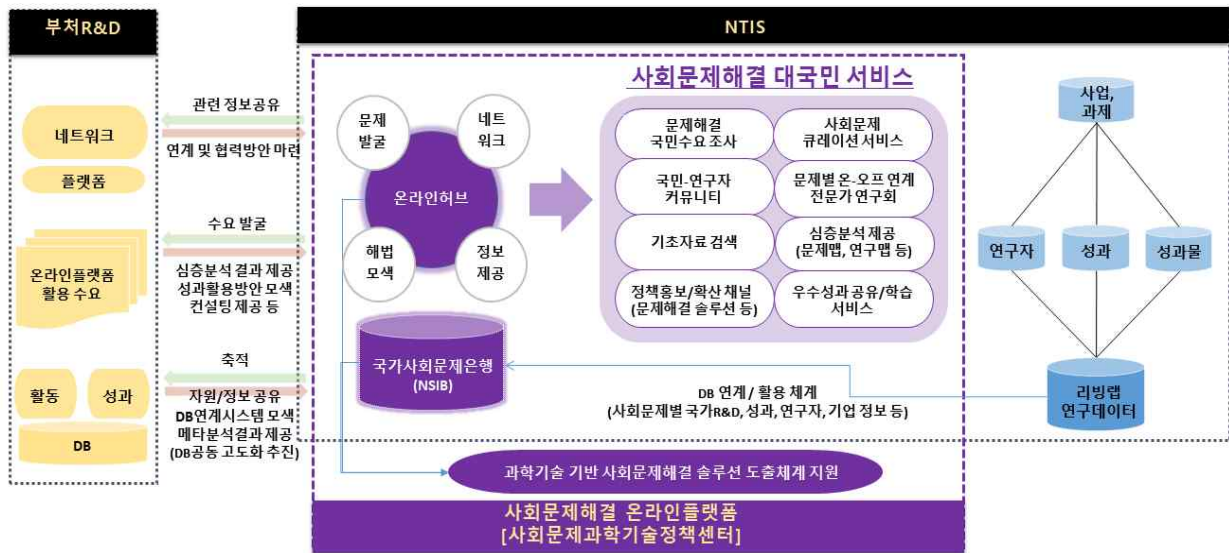 부처R&D
NTIS
네트워크
플랫폼
온라인플랫폼
활용 수요
활동
성과
DB
관련 정보공유
연계 및 협력방안 마련
수요 발굴
심층분석 결과 제공
성과활용방안 모색
컨설팅 제공 등
축적
자원/정보 공유
DB연계시스템 모색
메타분석결과 제공
(DB공동 고도화 추진)
문제
발굴
네트
워크
온라인허브
해법
모색
정보
제공
국가사회문제은행
(NSIB)
사회문제해결 대국민 서비스
문제해결
국민수요 조사
사회문제
큐레이션 서비스
국민-연구자
커뮤니티
문제별 온-오프 연계
전문가 연구회
기초자료 검색
심층분석 제공
(문제맵, 연구맵 등)
정책홍보/확산 채널
(문제해결 솔루션 등)
우수성과 공유/학습
서비스
DB 연계 / 활용 체계
(사회문제별 국가R&D, 성과, 연구자, 기업 정보 등)
사업,
과제
연구자
성과
성과물
리빙랩
연구데이터
과학기술 기반 사회문제해결 솔루션 도출체계 지원
사회문제해결 온라인플랫폼
[사회문제과학기술정책센터]